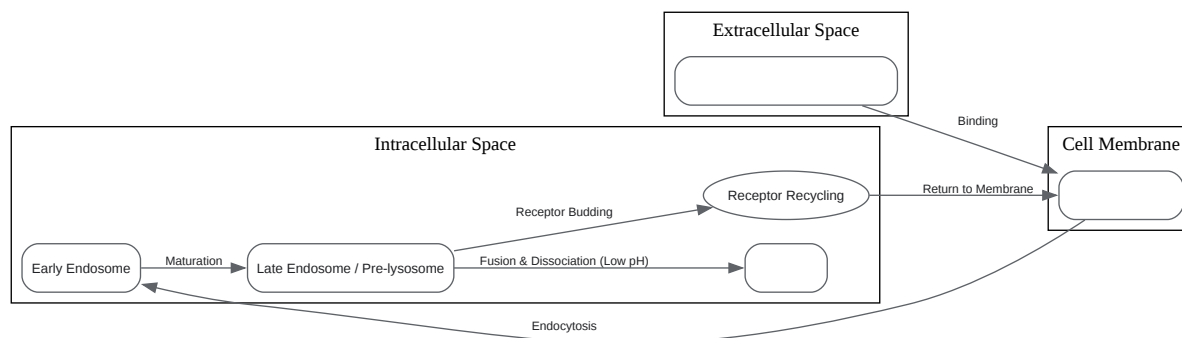 Extracellular Space
Binding
Intracellular Space
Cell Membrane
Receptor Recycling
Return to Membrane
Receptor Budding
Early Endosome
Maturation
Late Endosome / Pre-lysosome
Fusion & Dissociation (Low pH)
Endocytosis